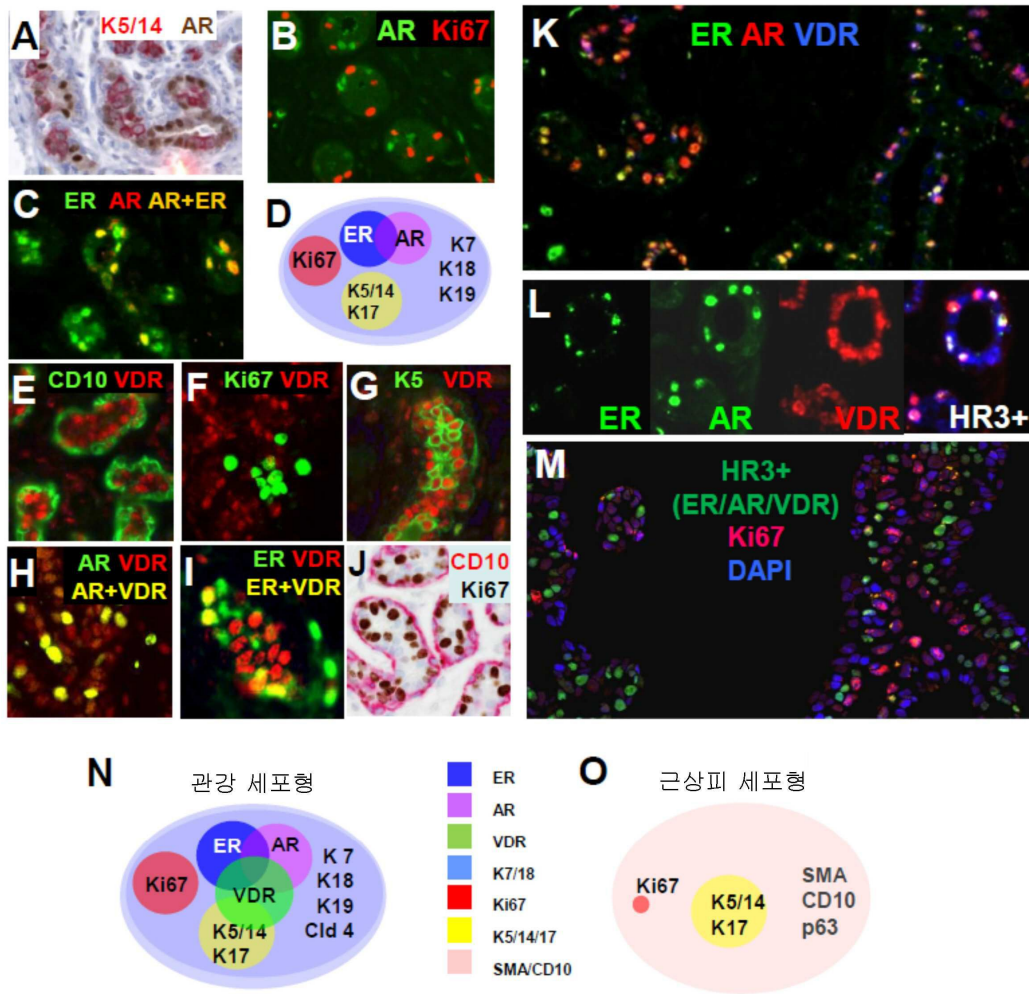 A
K5/14 AR
B
AR Ki67
C
ER AR AR+ER
D
ER
AR
Ki67
K5/14
K17
K7
K18
K19
E
CD10 VDR
F
Ki67 VDR
G
K5 VDR
H
AR VDR
AR+VDR
I
ER VDR
ER+VDR
J
CD10
Ki67
K
ER AR VDR
L
ER
AR
VDR
HR3+
M
HR3+
(ER/AR/VDR)
Ki67
DAPI
N
관강 세포형
ER
AR
Ki67
VDR
K5/14
K17
K 7
K18
K19
Cld 4
ER
AR
VDR
K7/18
Ki67
K5/14/17
SMA/CD10
O
근상피 세포형
Ki67
K5/14
K17
SMA
CD10
p63